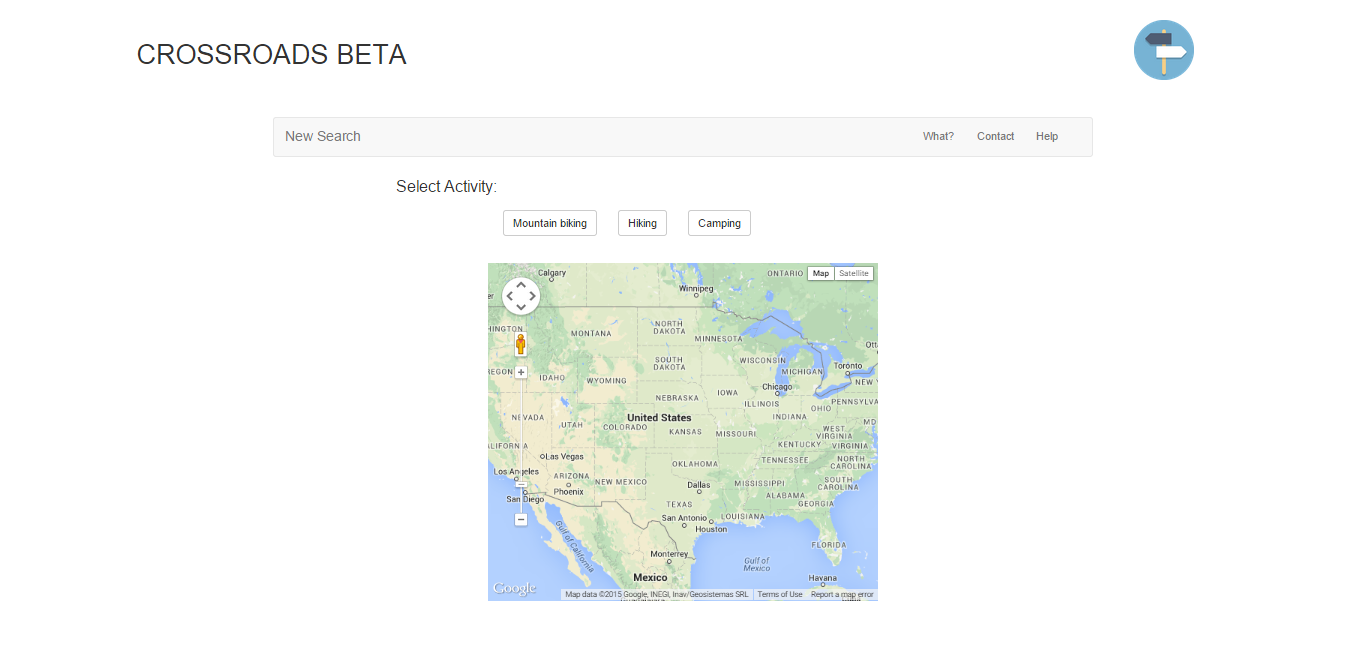 CROSSROADS BETA
New Search What? Contact Help
Select Activity:
Mountain biking Hiking Camping
Calgary
ONTARIO Map Satellite
Winnipeg
NORTH DAKOTA
MONTANA
MINNESOTA
SOUTH DAKOTA
WISCONSIN
MICHIGAN
Toronto
IDAHO
WYOMING
Chicago
IOWA
NEBRASKA
ILLINOIS
OHIO
INDIANA
United States
NEVADA
UTAH
COLORADO
KANSAS
MISSOURI
WEST VIRGINIA
KENTUCKY
VIRGINIA
Las Vegas
TENNESSEE
NORTH CAROLINA
OKLAHOMA
Los Angeles
ARIZONA
NEW MEXICO
Phoenix
Dallas
MISSISSIPPI
SOUTH CAROLINA
ALABAMA
GEORGIA
San Diego
TEXAS
San Antonio
LOUISIANA
Houston
Gulf of California
FLORIDA
Monterrey
Gulf of Mexico
Mexico
Havana
Google
Map data ©2015 Google, INEGI, Inav/Geosistemas SRL Terms of Use Report a map error